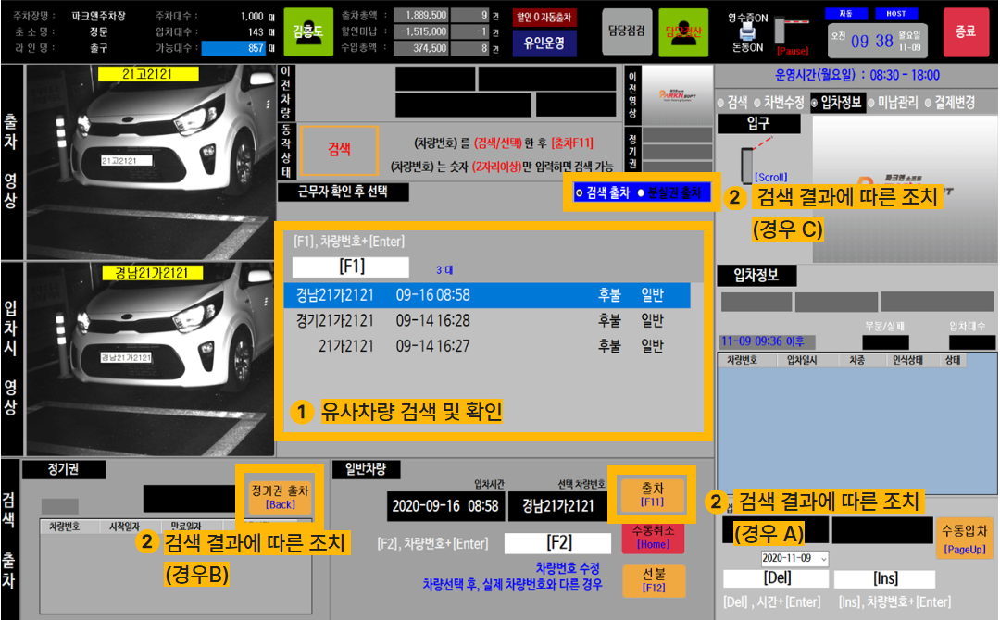 주차장명 : 파크앤주차장
초 소 명 : 정문
라 인 명 : 출구
주차대수 : 1,000 대
입차대수 : 143 대
가능대수 : 857 대
김홍도
출차총액 : 1,889,500 9 건
할인미납 : -1,515,000 -1 건
수입총액 : 374,500 8 건
할인 0 자동출차
유인운영
담당점검
담당정산
영수증ON
돈통ON
[Pause]
자동 HOST
오전 09 38 월요일
11-09
종료
출차 영상
21고2121
21고2121
이전차량
이전영상
PARKN SOFT
동작상태
검색
(차량번호) 를 (검색/선택) 한 후 [출차F11]
(차량번호) 는 숫자 (2자리이상)만 입력하면 검색 가능
정기권
근무자 확인 후 선택
검색 출차 분실권 출차
운영시간(월요일) : 08:30 - 18:00
검색 차번수정 입차정보 미납관리 결제변경
입구
[Scroll]
파크엔소프트
2 검색 결과에 따른 조치
(경우 C)
[F1], 차량번호+[Enter]
[F1] 3 대
경남21가2121 09-16 08:58 후불 일반
경기21가2121 09-14 16:28 후불 일반
21가2121 09-14 16:27 후불 일반
1 유사차량 검색 및 확인
입차시 영상
경남21가2121
경남21가2121
입차정보
부분/실패 입차대수
11-09 09:36 이후
차량번호 입차일시 차종 인식상태 상태
검색 출차
정기권
정기권 출차
[Back]
차량번호 시작일자 만료일자
2 검색 결과에 따른 조치
(경우B)
일반차량
입차시간 선택 차량번호
2020-09-16 08:58 경남21가2121
출차
[F11]
[F2], 차량번호+[Enter] [F2]
수동취소
[Home]
차량번호 수정
차량선택 후, 실제 차량번호와 다른 경우
선불
[F12]
2 검색 결과에 따른 조치
(경우 A)
수동입차
[PageUp]
2020-11-09
[Del] [Ins]
[Del] , 시간+[Enter] [Ins], 차량번호+[Enter]